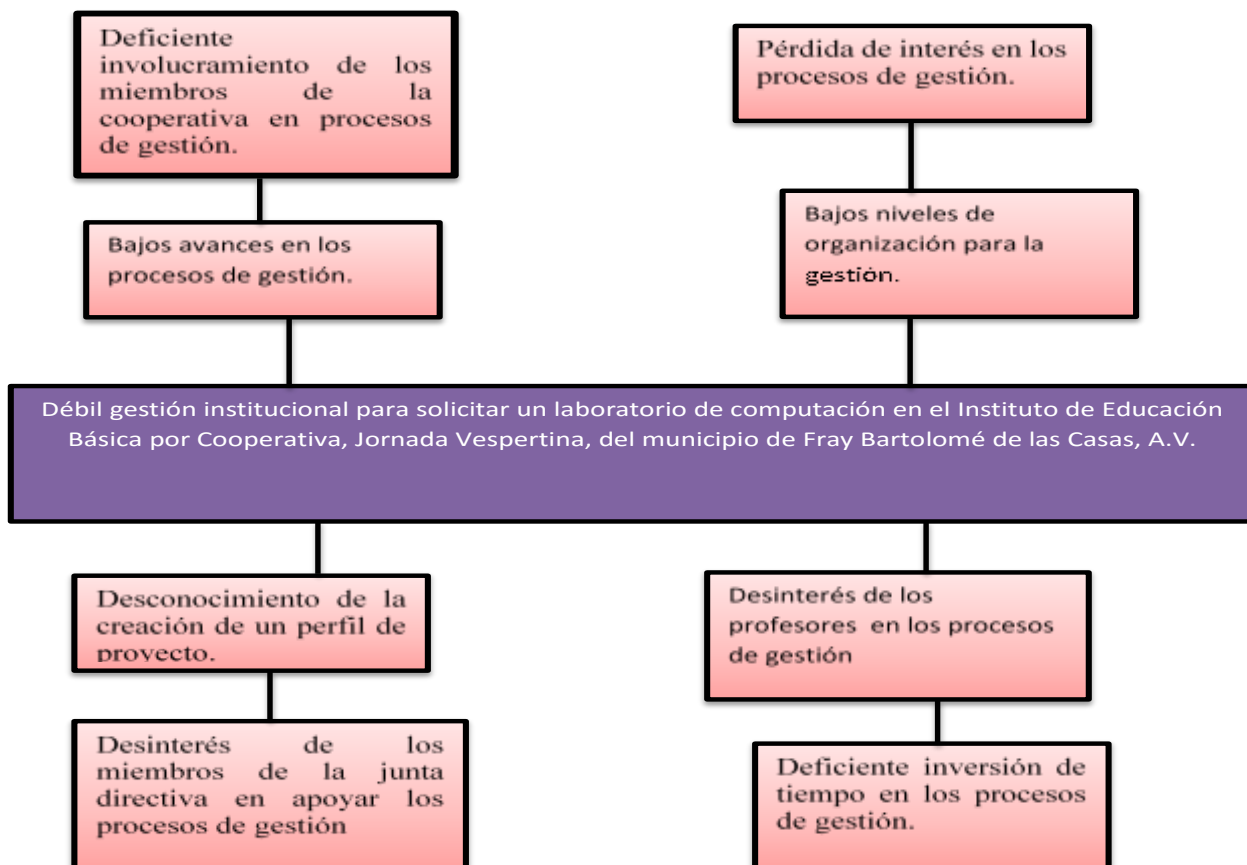 Deficiente
involucramiento de los
miembros de la
cooperativa en procesos
de gestión.
Pérdida de interés en los
procesos de gestión.
Bajos avances en los
procesos de gestión.
Bajos niveles de
organización para la
gestión.
Débil gestión institucional para solicitar un laboratorio de computación en el Instituto de Educación
Básica por Cooperativa, Jornada Vespertina, del municipio de Fray Bartolomé de las Casas, A.V.
Desconocimiento de la
creación de un perfil de
proyecto.
Desinterés de los
profesores en los procesos
de gestión
Desinterés de los
miembros de la junta
directiva en apoyar los
procesos de gestión
Deficiente inversión de
tiempo en los procesos
de gestión.